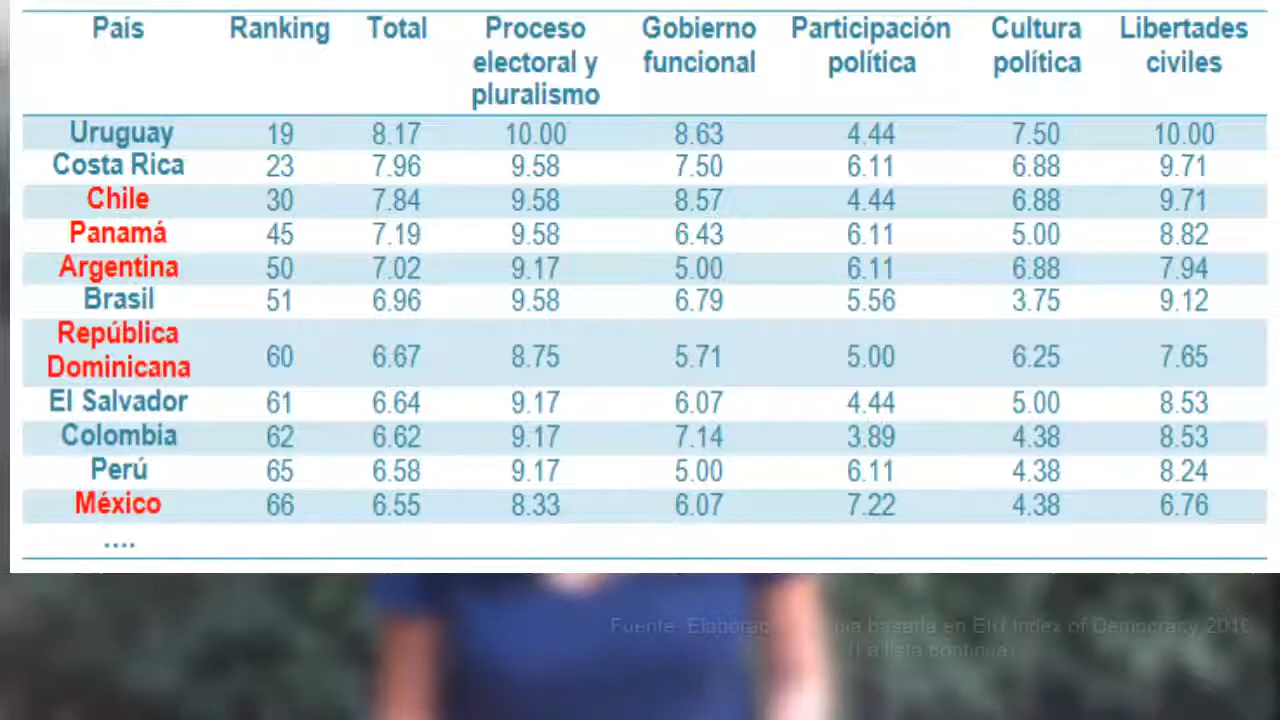 País Ranking Total Proceso electoral y pluralismo Gobierno funcional Participación política Cultura política Libertades civiles
Uruguay 19 8.17 10.00 8.63 4.44 7.50 10.00
Costa Rica 23 7.96 9.58 7.50 6.11 6.88 9.71
Chile 30 7.84 9.58 8.57 4.44 6.88 9.71
Panamá 45 7.19 9.58 6.43 6.11 5.00 8.82
Argentina 50 7.02 9.17 5.00 6.11 6.88 7.94
Brasil 51 6.96 9.58 6.79 5.56 3.75 9.12
República Dominicana 60 6.67 8.75 5.71 5.00 6.25 7.65
El Salvador 61 6.64 9.17 6.07 4.44 5.00 8.53
Colombia 62 6.62 9.17 7.14 3.89 4.38 8.53
Perú 65 6.58 9.17 5.00 6.11 4.38 8.24
México 66 6.55 8.33 6.07 7.22 4.38 6.76
....
Fuente: basada en EIU Index of Democracy
(La lista continua)